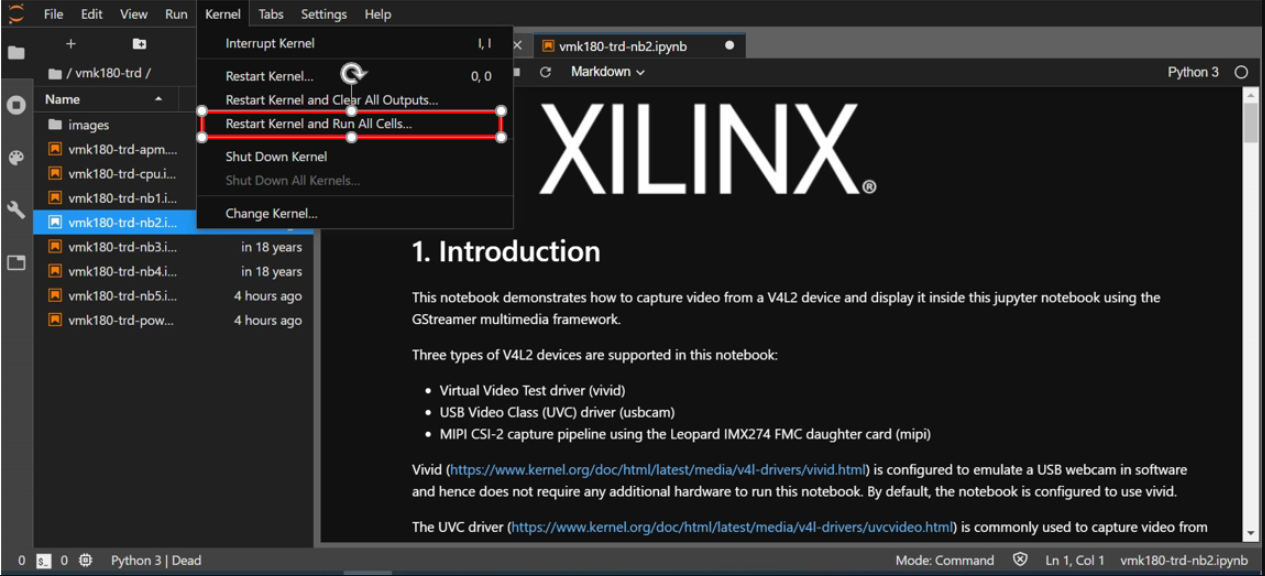 File Edit View Run Kernel Tabs Settings Help
Interrupt Kernel I, I
Restart Kernel... 0, 0
Restart Kernel and Clear All Outputs...
Restart Kernel and Run All Cells...
Shut Down Kernel
Shut Down All Kernels...
Change Kernel...
/ vmk180-trd /
Name
images
vmk180-trd-apm....
vmk180-trd-cpu.i...
vmk180-trd-nb1.i...
vmk180-trd-nb2.i...
vmk180-trd-nb3.i... in 18 years
vmk180-trd-nb4.i... in 18 years
vmk180-trd-nb5.i... 4 hours ago
vmk180-trd-pow... 4 hours ago
vmk180-trd-nb2.ipynb
Markdown Python 3
XILINX®
1. Introduction
This notebook demonstrates how to capture video from a V4L2 device and display it inside this jupyter notebook using the
GStreamer multimedia framework.
Three types of V4L2 devices are supported in this notebook:
• Virtual Video Test driver (vivid)
• USB Video Class (UVC) driver (usbcam)
• MIPI CSI-2 capture pipeline using the Leopard IMX274 FMC daughter card (mipi)
Vivid (https://www.kernel.org/doc/html/latest/media/v4l-drivers/vivid.html) is configured to emulate a USB webcam in software
and hence does not require any additional hardware to run this notebook. By default, the notebook is configured to use vivid.
The UVC driver (https://www.kernel.org/doc/html/latest/media/v4l-drivers/uvcvideo.html) is commonly used to capture video from
0 $_ 0 Python 3 | Dead Mode: Command Ln 1, Col 1 vmk180-trd-nb2.ipynb